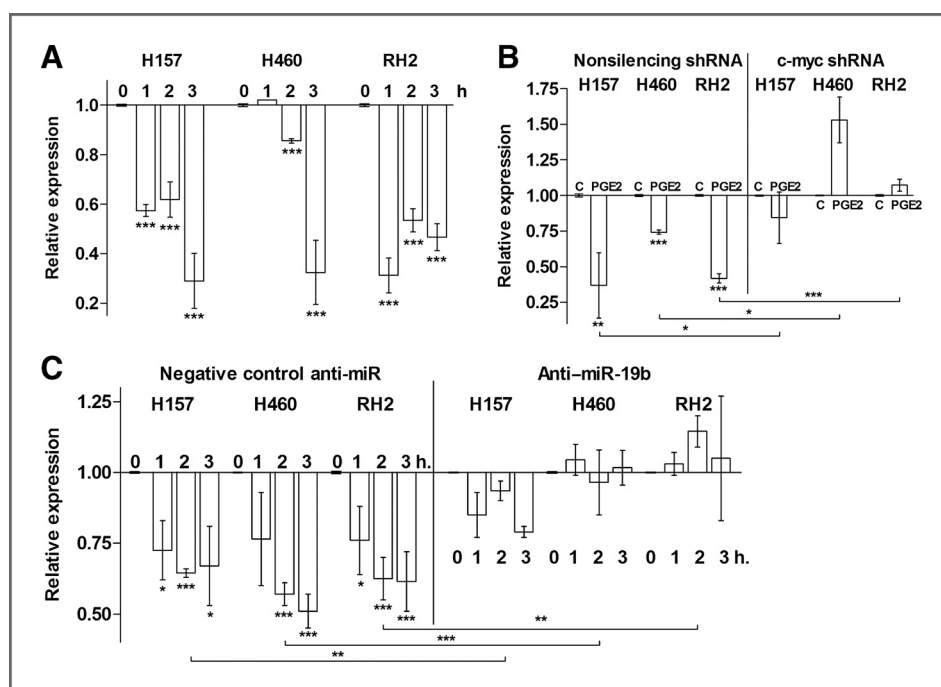 A
H157 H460 RH2
0 1 2 3 0 1 2 3 0 1 2 3 h
Relative expression
1.0
0.8
0.6
0.4
0.2
*** *** *** *** *** *** *** ***
B
Nonsilencing shRNA c-myc shRNA
H157 H460 RH2 H157 H460 RH2
Relative expression
1.75
1.50
1.25
1.00
0.75
0.50
0.25
C PGE2 C PGE2 C PGE2 C PGE2
C PGE2 C PGE2
** *** ***
***
*
*
C
Negative control anti-miR Anti–miR-19b
H157 H460 RH2 H157 H460 RH2
Relative expression
1.25
1.00
0.75
0.50
0 1 2 3 0 1 2 3 0 1 2 3 h.
0 1 2 3 0 1 2 3 0 1 2 3 h.
* *** * *** *** * *** ***
**
***
**